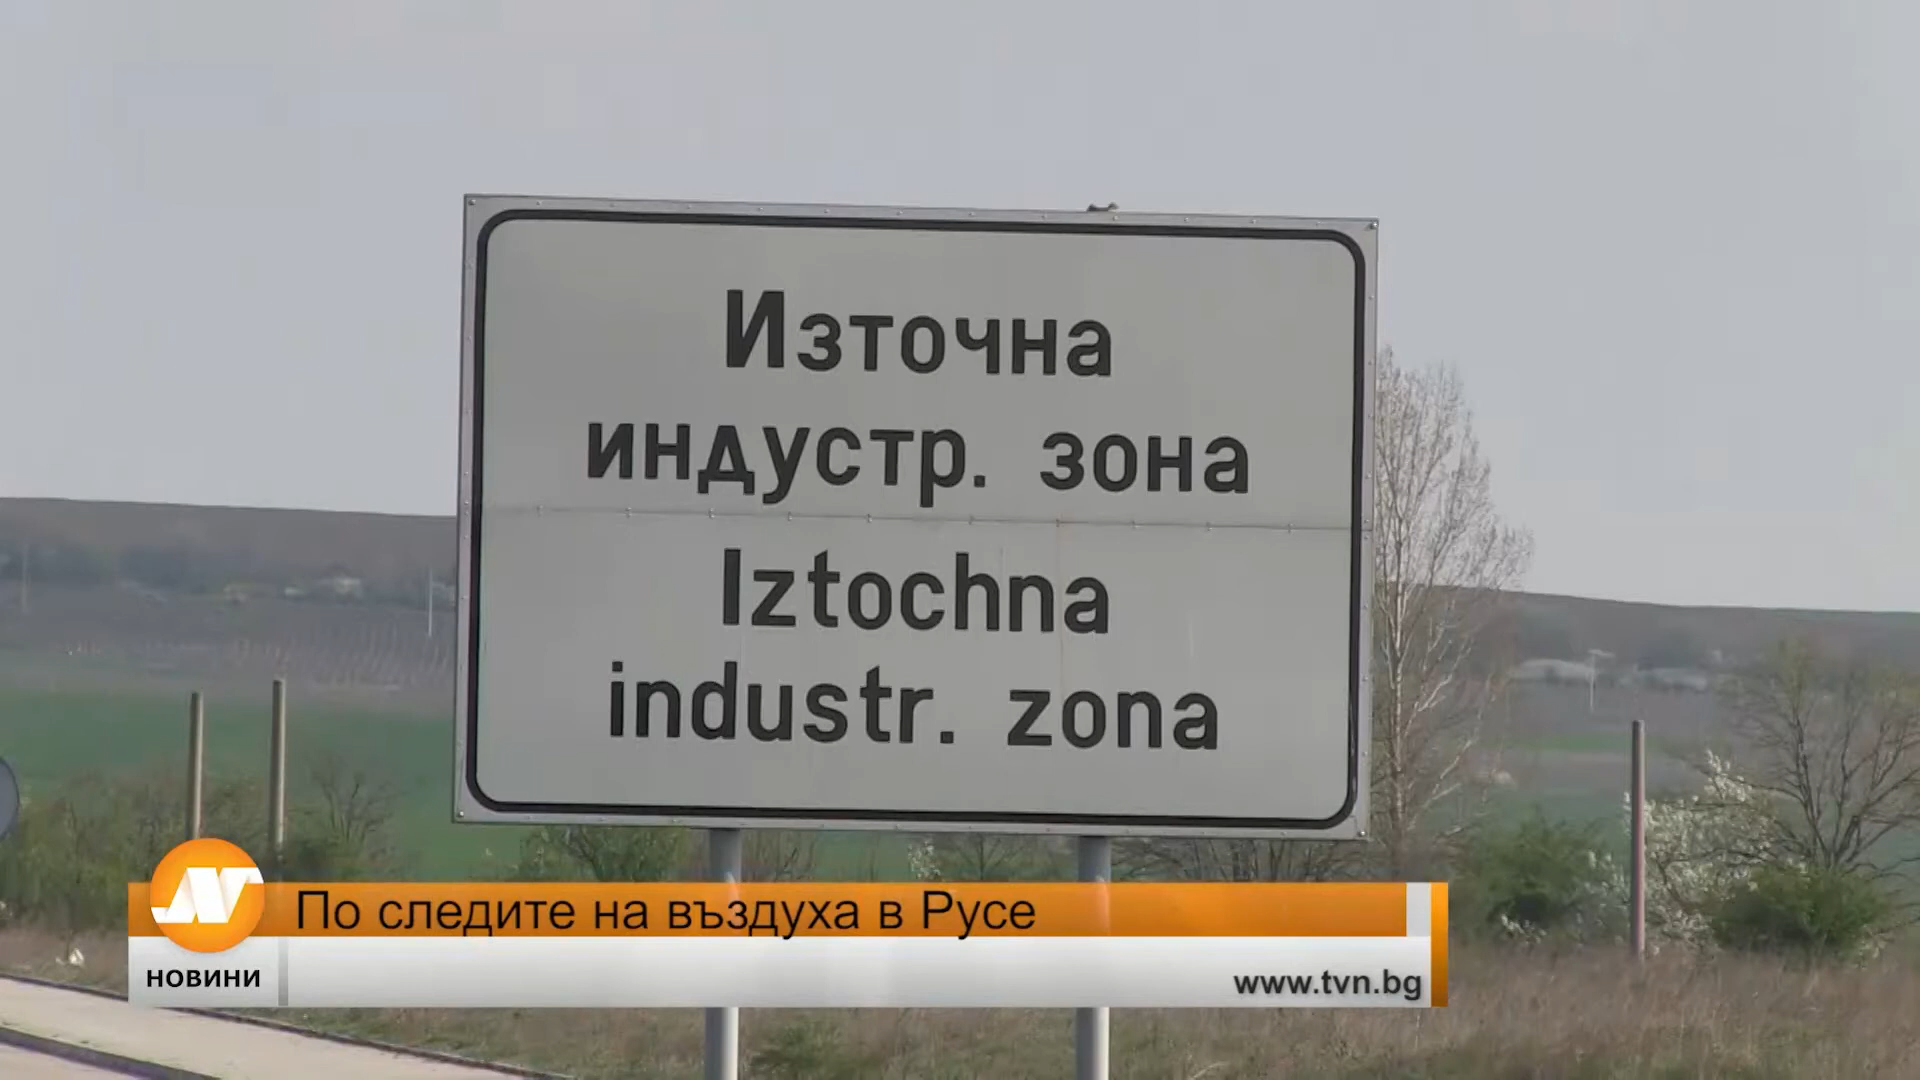 Източна
индустр. зона
Iztochna
industr. zona
По следите на въздуха в Русе
НОВИНИ
www.tvn.bg